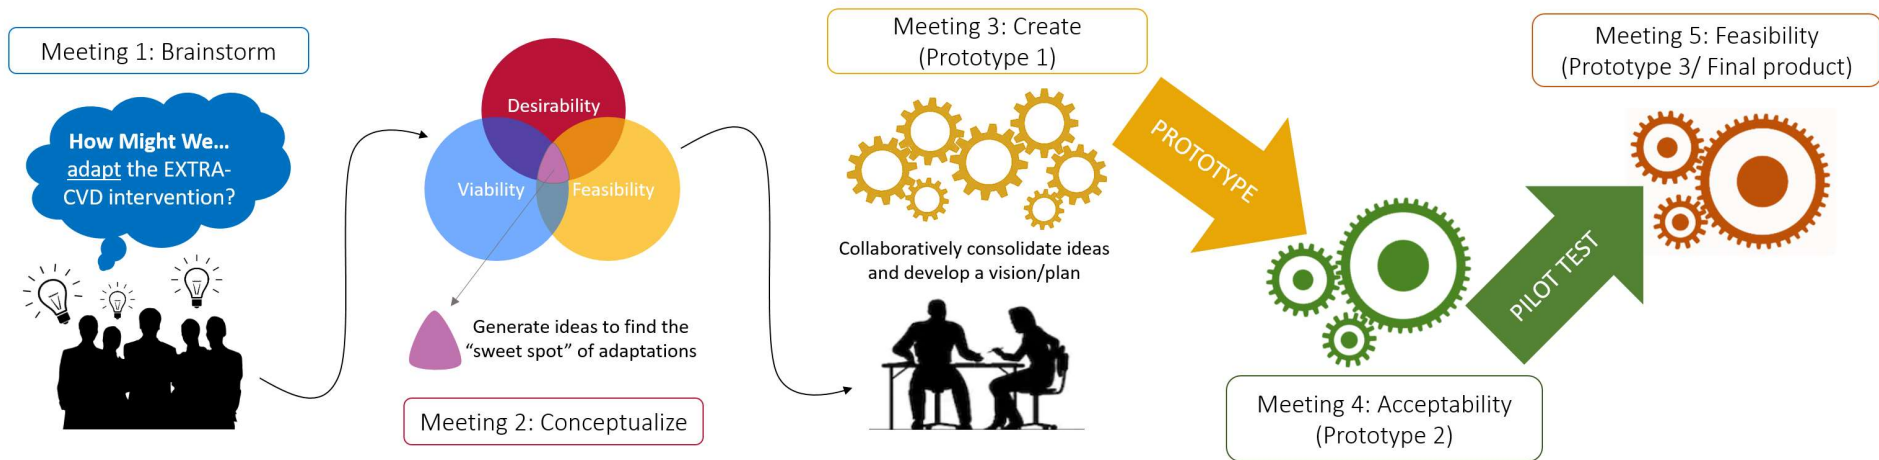 Meeting 1: Brainstorm
How Might We...
adapt the EXTRA-
CVD intervention?
Desirability
Viability
Feasibility
Generate ideas to find the
“sweet spot” of adaptations
Meeting 2: Conceptualize
Meeting 3: Create
(Prototype 1)
Collaboratively consolidate ideas
and develop a vision/plan
PROTOTYPE
Meeting 4: Acceptability
(Prototype 2)
PILOT TEST
Meeting 5: Feasibility
(Prototype 3/ Final product)